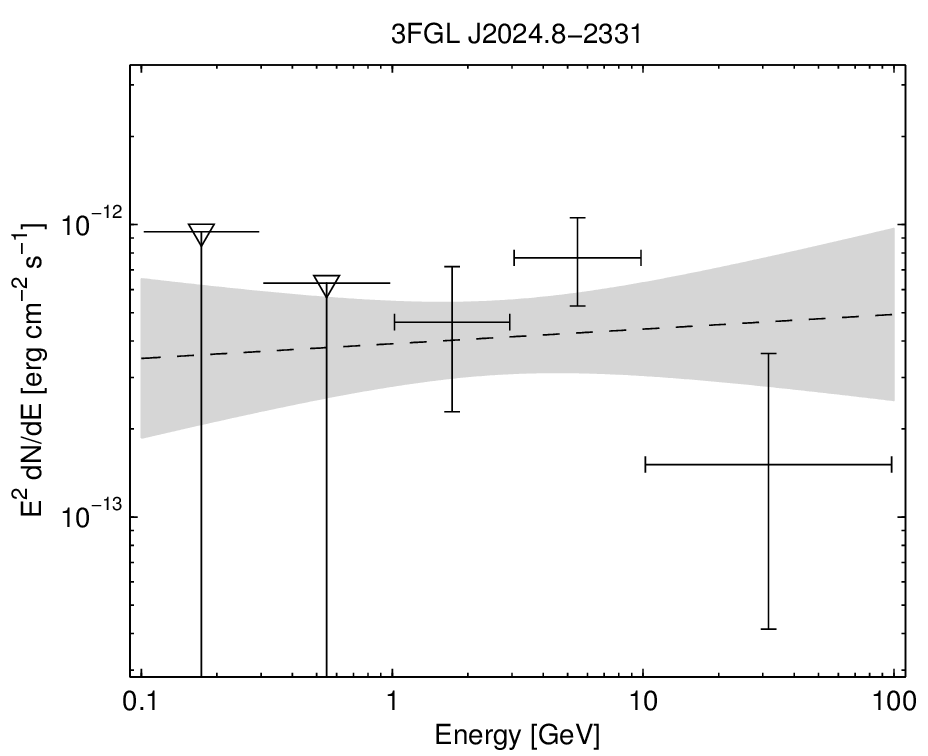 3FGL J2024.8−2331
E² dN/dE [erg cm⁻² s⁻¹]
10⁻¹²
10⁻¹³
0.1 1 10 100
Energy [GeV]